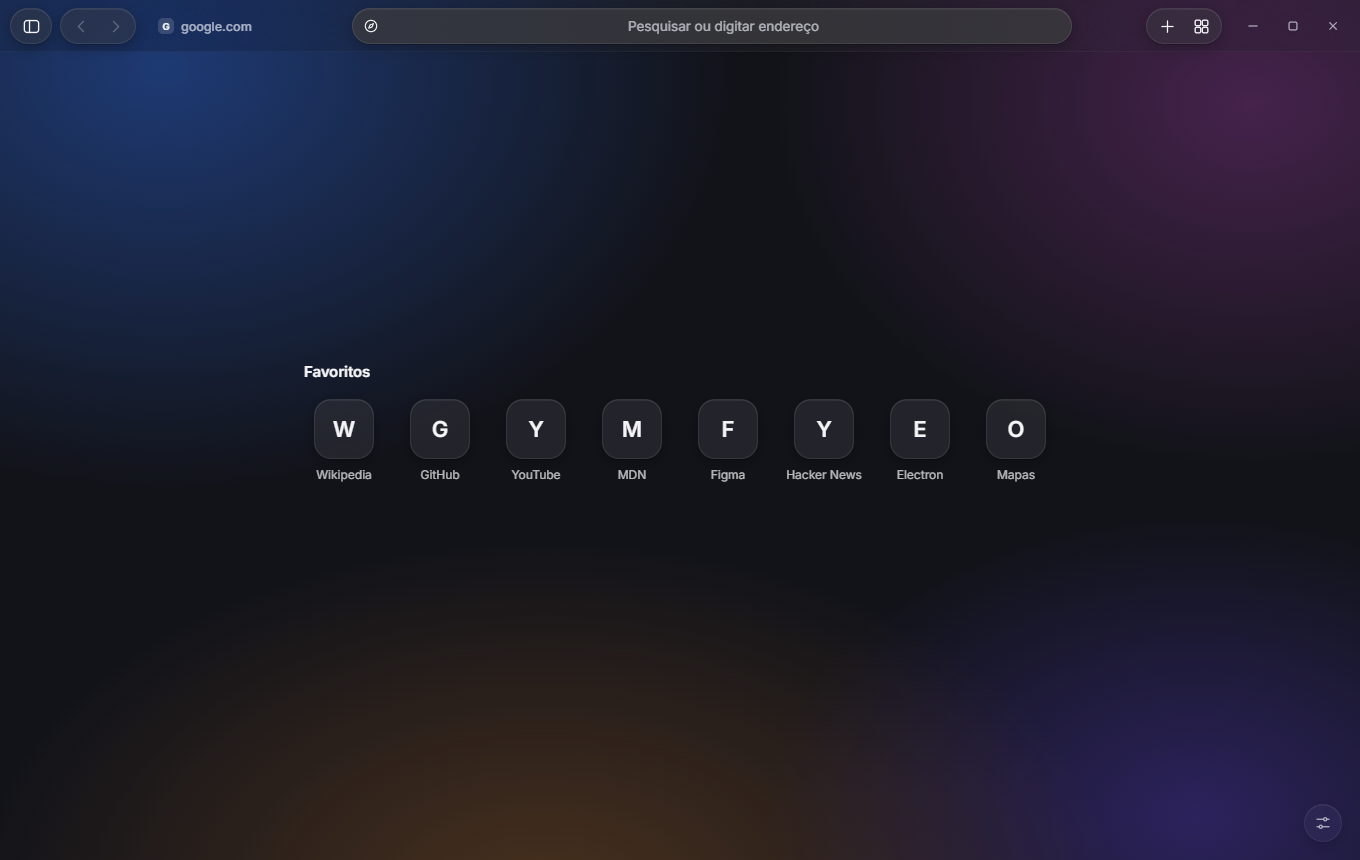 G google.com
Pesquisar ou digitar endereço
Favoritos
W G Y M F Y E O
Wikipedia GitHub YouTube MDN Figma Hacker News Electron Mapas